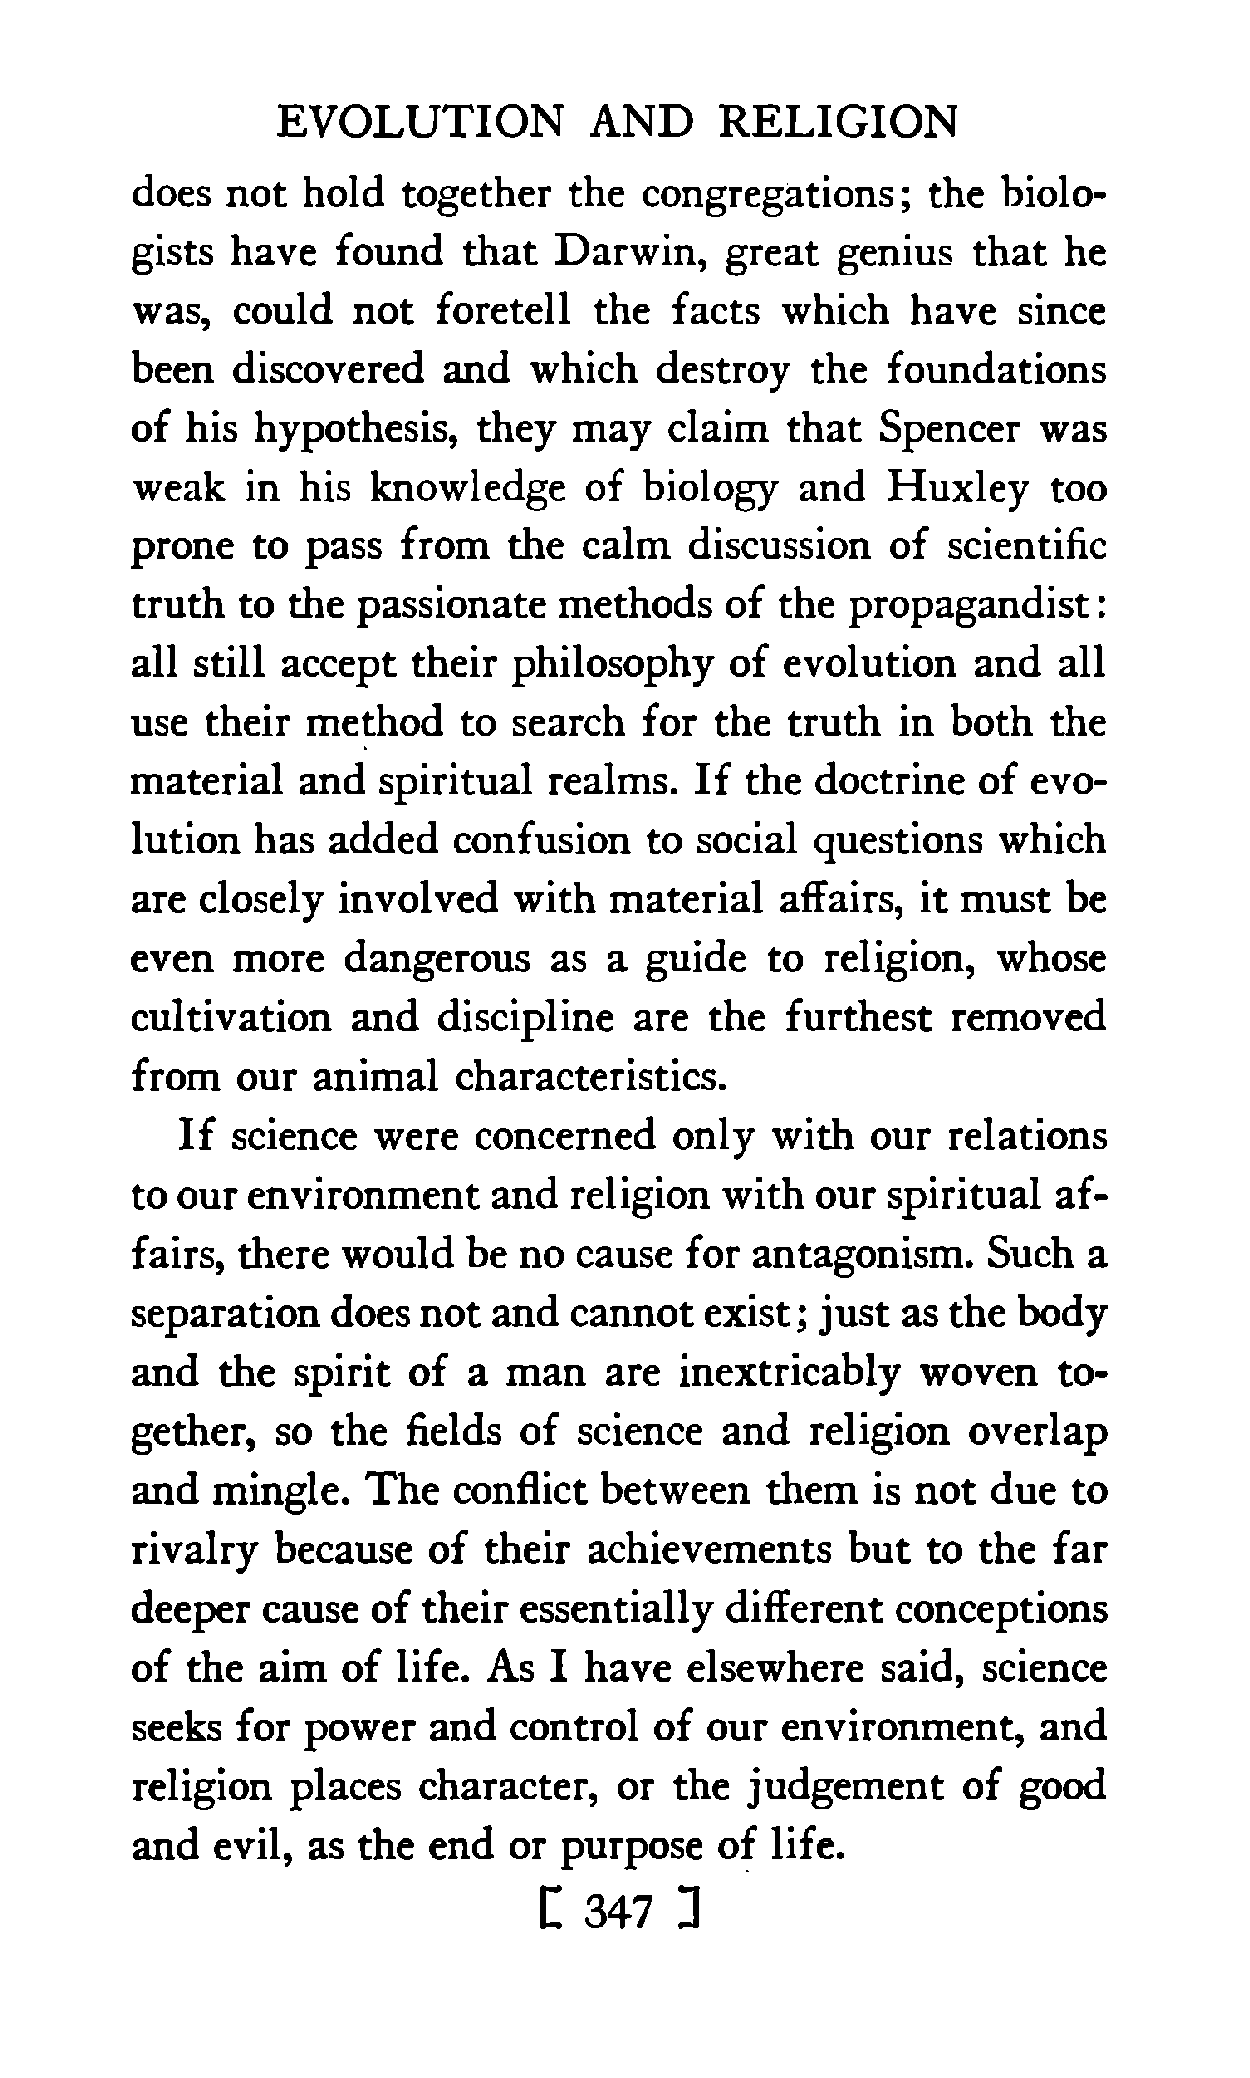 EVOLUTION AND RELIGION
does not hold together the congregations; the biolo-
gists have found that Darwin, great genius that he
was, could not foretell the facts which have since
been discovered and which destroy the foundations
of his hypothesis, they may claim that Spencer was
weak in his knowledge of biology and Huxley too
prone to pass from the calm discussion of scientific
truth to the passionate methods of the propagandist:
all still accept their philosophy of evolution and all
use their method to search for the truth in both the
material and spiritual realms. If the doctrine of evo-
lution has added confusion to social questions which
are closely involved with material affairs, it must be
even more dangerous as a guide to religion, whose
cultivation and discipline are the furthest removed
from our animal characteristics.
If science were concerned only with our relations
to our environment and religion with our spiritual af-
fairs, there would be no cause for antagonism. Such a
separation does not and cannot exist; just as the body
and the spirit of a man are inextricably woven to-
gether, so the fields of science and religion overlap
and mingle. The conflict between them is not due to
rivalry because of their achievements but to the far
deeper cause of their essentially different conceptions
of the aim of life. As I have elsewhere said, science
seeks for power and control of our environment, and
religion places character, or the judgement of good
and evil, as the end or purpose of life.
[ 347 ]